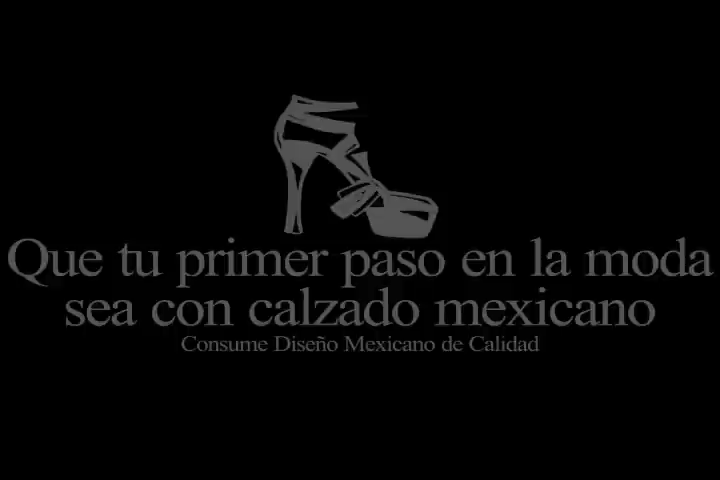 Que tu primer paso en la moda
sea con calzado mexicano
Consume Diseño Mexicano de Calidad